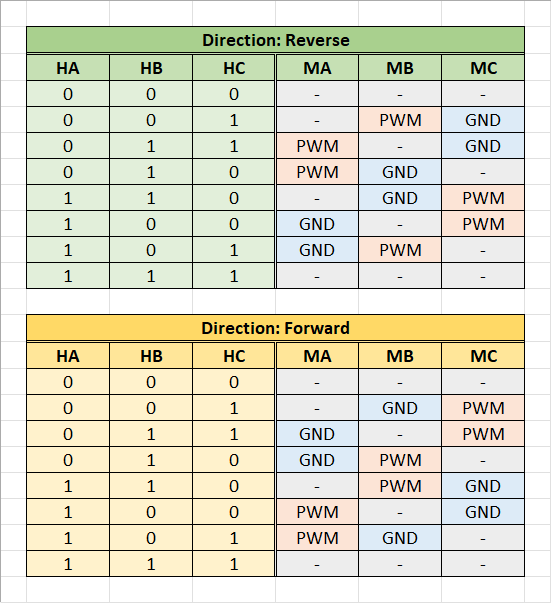 Direction: Reverse
HA HB HC MA MB MC
0 0 0 - - -
0 0 1 - PWM GND
0 1 1 PWM - GND
0 1 0 PWM GND -
1 1 0 - GND PWM
1 0 0 GND - PWM
1 0 1 GND PWM -
1 1 1 - - -
Direction: Forward
HA HB HC MA MB MC
0 0 0 - - -
0 0 1 - GND PWM
0 1 1 GND - PWM
0 1 0 GND PWM -
1 1 0 - PWM GND
1 0 0 PWM - GND
1 0 1 PWM GND -
1 1 1 - - -